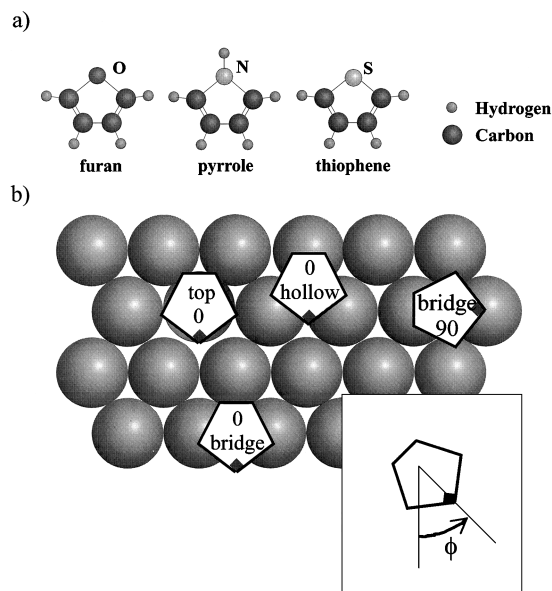 a)
O
N
S
Hydrogen
Carbon
furan
pyrrole
thiophene
b)
top
0
0
hollow
bridge
90
0
bridge
ϕ